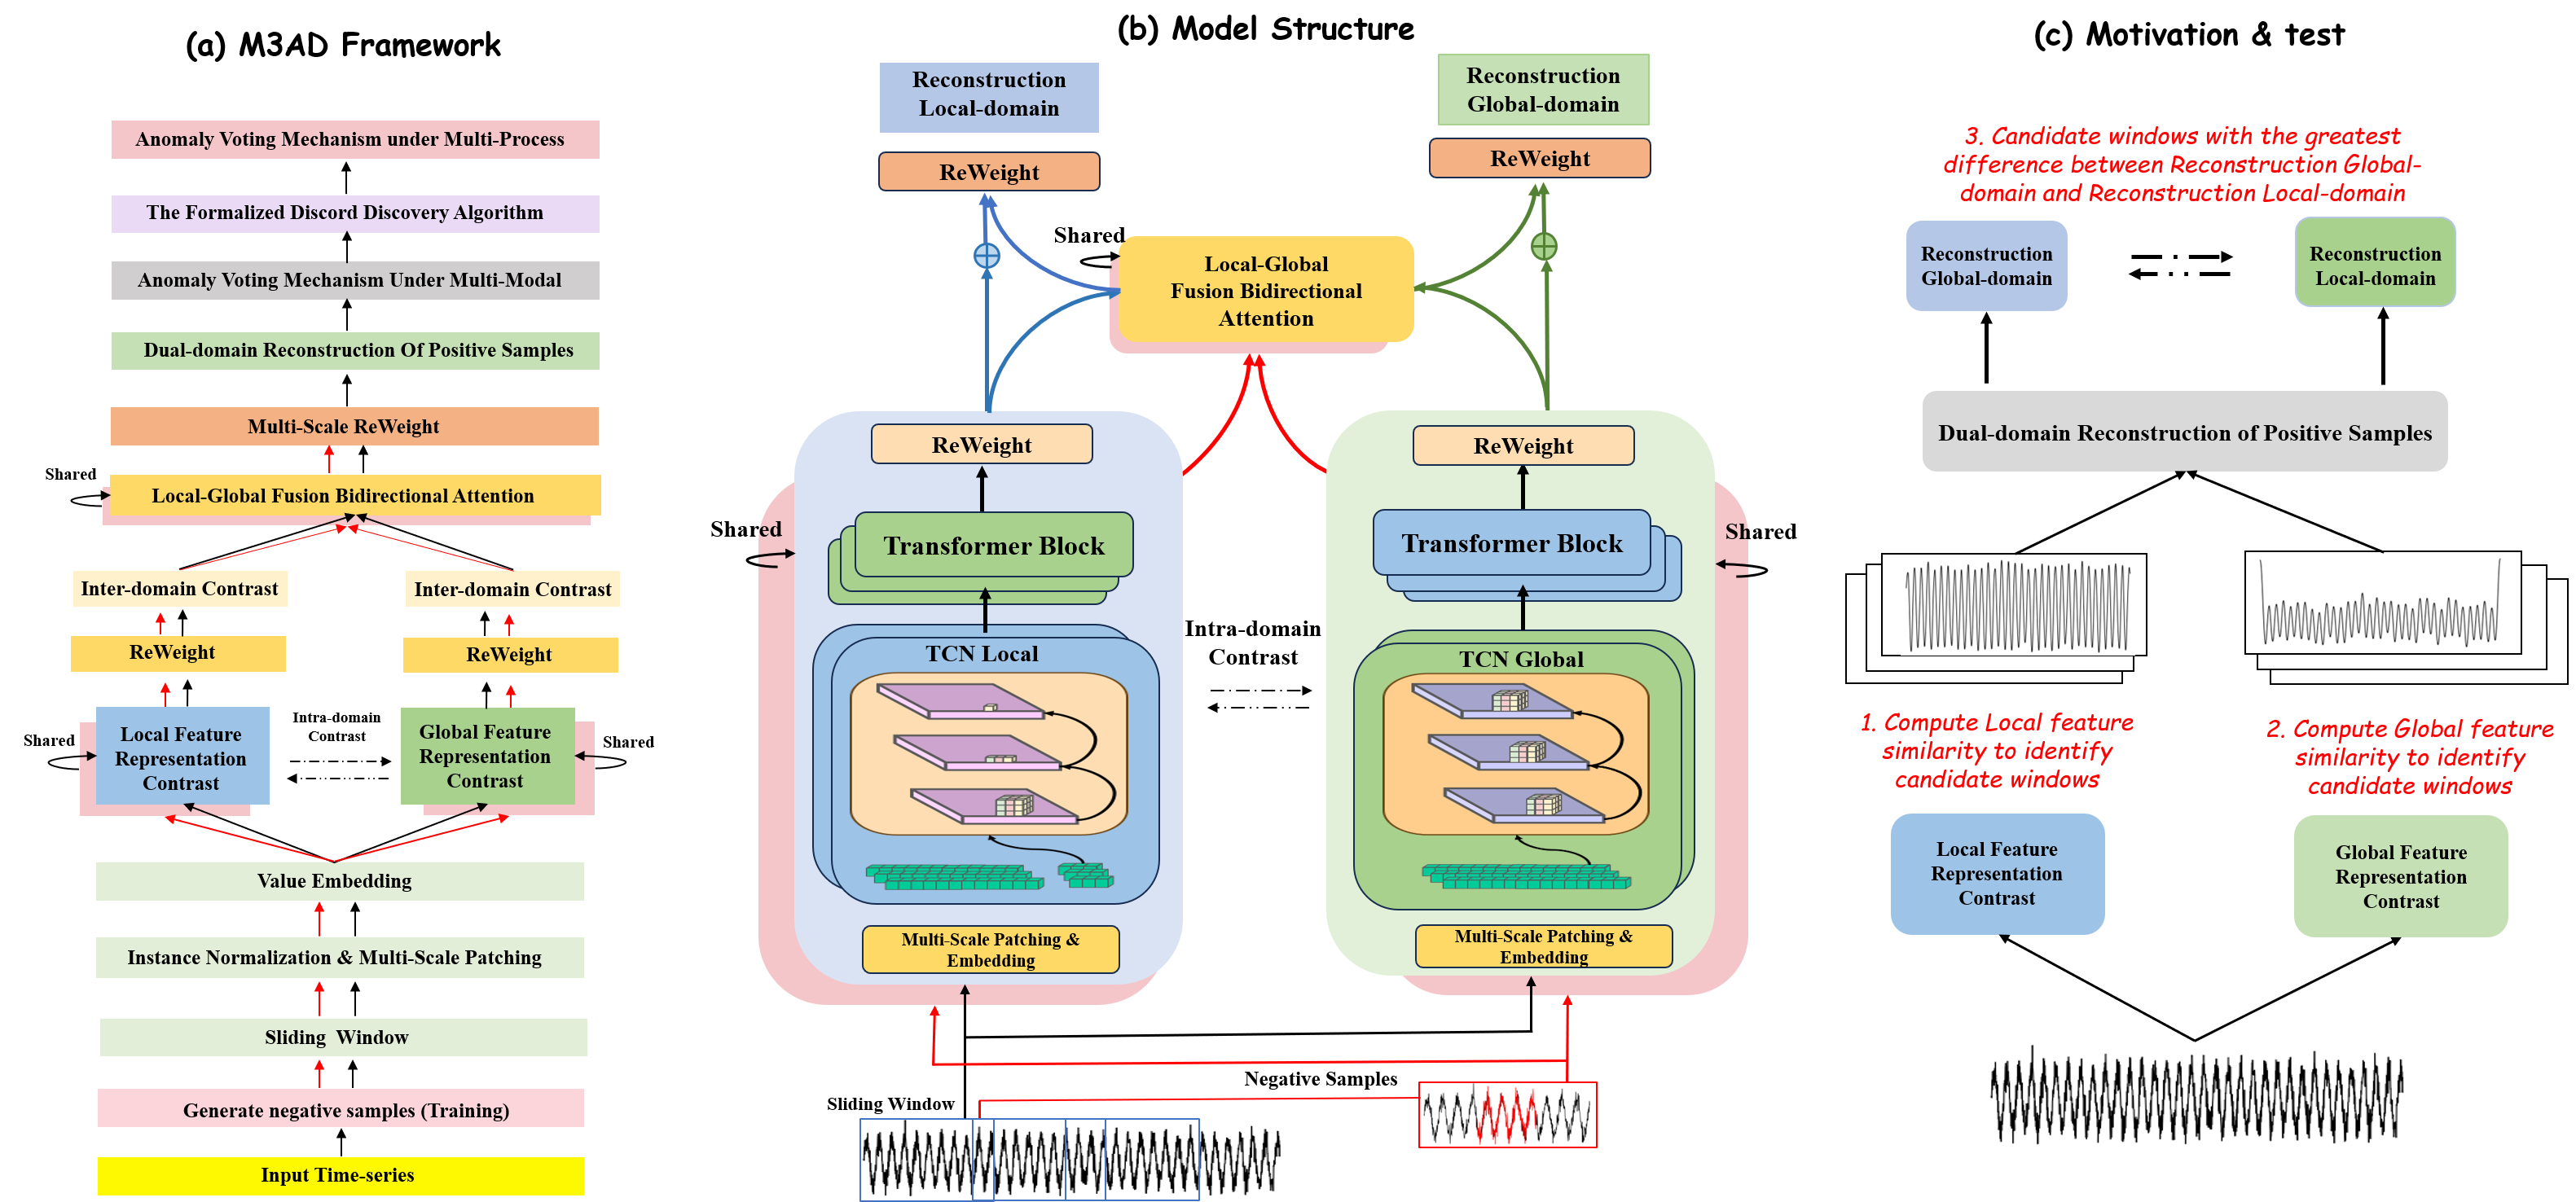 (a) M3AD Framework
Anomaly Voting Mechanism under Multi-Process
The Formalized Discord Discovery Algorithm
Anomaly Voting Mechanism Under Multi-Modal
Dual-domain Reconstruction Of Positive Samples
Multi-Scale ReWeight
Shared
Local-Global Fusion Bidirectional Attention
Inter-domain Contrast
Inter-domain Contrast
ReWeight
ReWeight
Shared
Local Feature
Representation
Contrast
Intra-domain
Contrast
Global Feature
Representation
Contrast
Shared
Value Embedding
Instance Normalization & Multi-Scale Patching
Sliding Window
Generate negative samples (Training)
Input Time-series
(b) Model Structure
Reconstruction
Local-domain
Reconstruction
Global-domain
ReWeight
ReWeight
Shared
Local-Global
Fusion Bidirectional
Attention
ReWeight
ReWeight
Shared
Transformer Block
Transformer Block
Shared
Intra-domain
Contrast
TCN Local
TCN Global
Multi-Scale Patching &
Embedding
Multi-Scale Patching &
Embedding
Negative Samples
Sliding Window
(c) Motivation & test
3. Candidate windows with the greatest
difference between Reconstruction Global-
domain and Reconstruction Local-domain
Reconstruction
Global-domain
Reconstruction
Local-domain
Dual-domain Reconstruction of Positive Samples
1. Compute Local feature
similarity to identify
candidate windows
2. Compute Global feature
similarity to identify
candidate windows
Local Feature
Representation
Contrast
Global Feature
Representation
Contrast